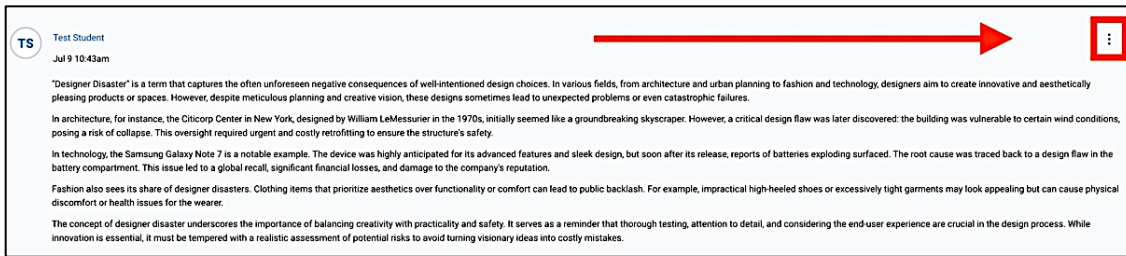 TS
Test Student
Jul 9 10:43am
"Designer Disaster" is a term that captures the often unforeseen negative consequences of well-intentioned design choices. In various fields, from architecture and urban planning to fashion and technology, designers aim to create innovative and aesthetically
pleasing products or spaces. However, despite meticulous planning and creative vision, these designs sometimes lead to unexpected problems or even catastrophic failures.
In architecture, for instance, the Citicorp Center in New York, designed by William LeMessurier in the 1970s, initially seemed like a groundbreaking skyscraper. However, a critical design flaw was later discovered: the building was vulnerable to certain wind conditions,
posing a risk of collapse. This oversight required urgent and costly retrofitting to ensure the structure's safety.
In technology, the Samsung Galaxy Note 7 is a notable example. The device was highly anticipated for its advanced features and sleek design, but soon after its release, reports of batteries exploding surfaced. The root cause was traced back to a design flaw in the
battery compartment. This issue led to a global recall, significant financial losses, and damage to the company's reputation.
Fashion also sees its share of designer disasters. Clothing items that prioritize aesthetics over functionality or comfort can lead to public backlash. For example, impractical high-heeled shoes or excessively tight garments may look appealing but can cause physical
discomfort or health issues for the wearer.
The concept of designer disaster underscores the importance of balancing creativity with practicality and safety. It serves as a reminder that thorough testing, attention to detail, and considering the end-user experience are crucial in the design process. While
innovation is essential, it must be tempered with a realistic assessment of potential risks to avoid turning visionary ideas into costly mistakes.